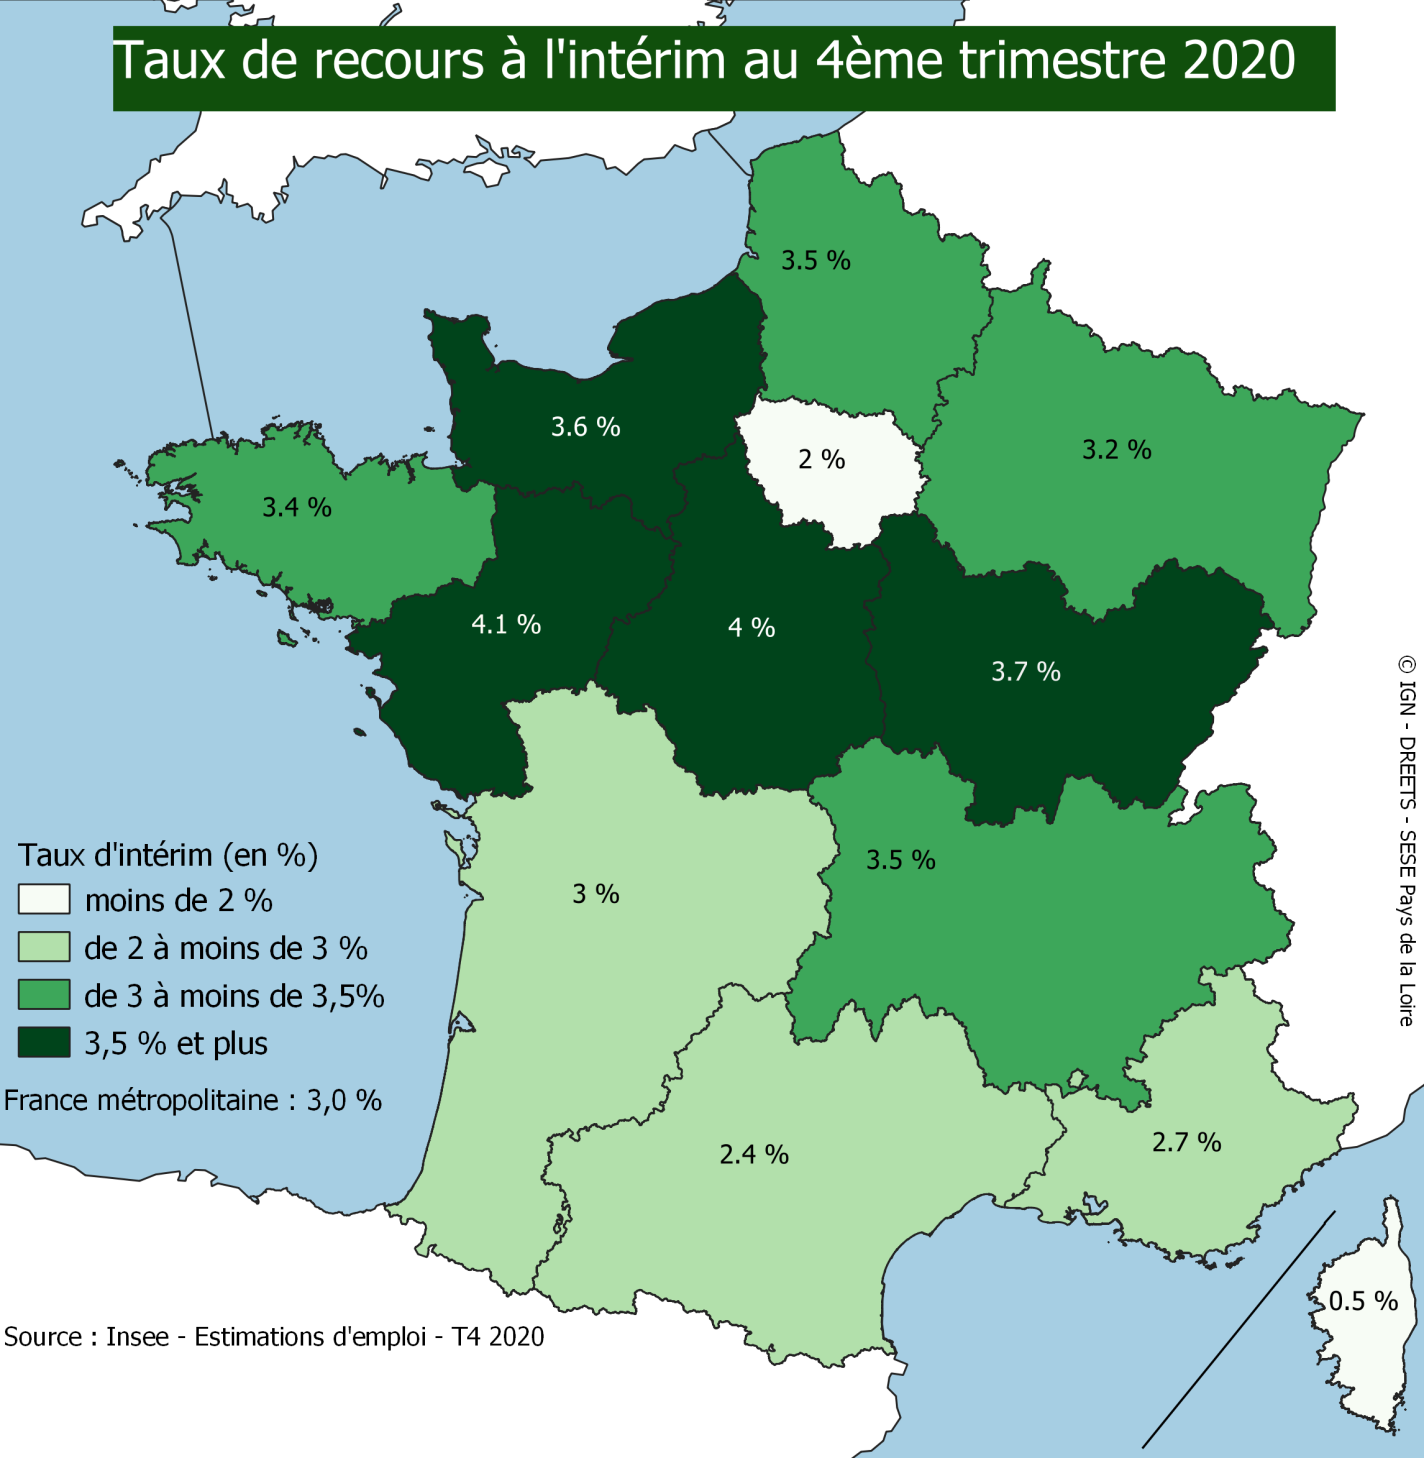 Taux de recours à l'intérim au 4ème trimestre 2020
3.5 %
3.6 %
2 %
3.2 %
3.4 %
4.1 %
4 %
3.7 %
3.5 %
3 %
2.4 %
2.7 %
0.5 %
Taux d'intérim (en %)
moins de 2 %
de 2 à moins de 3 %
de 3 à moins de 3,5%
3,5 % et plus
France métropolitaine : 3,0 %
Source : Insee - Estimations d'emploi - T4 2020
© IGN - DREETS - SESE Pays de la Loire